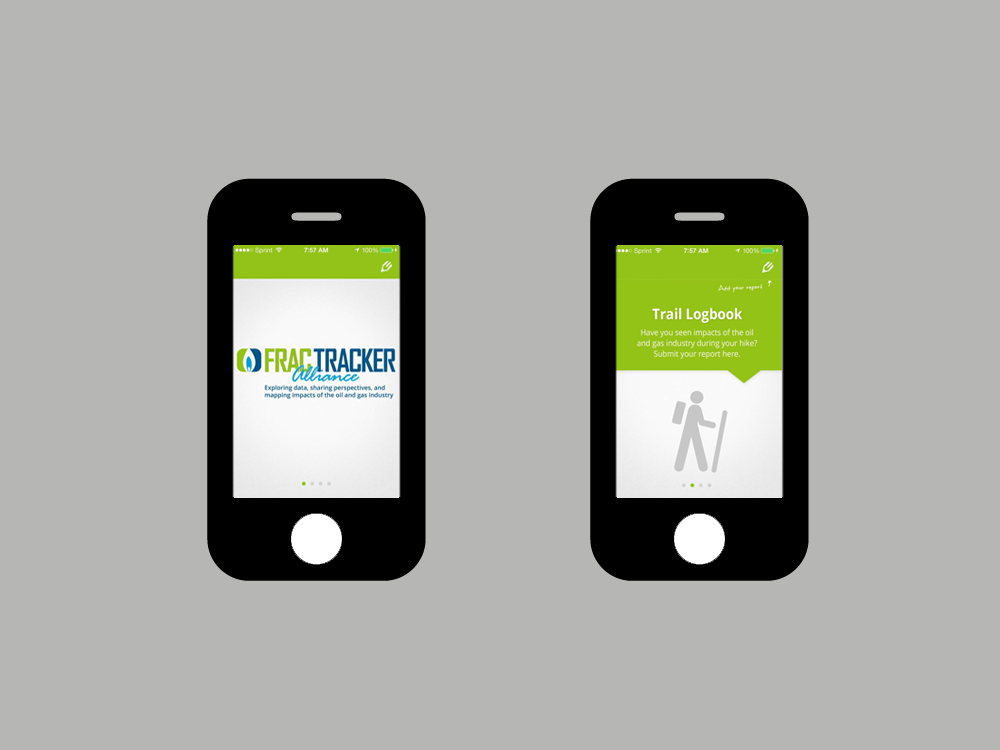 Sprint 7:57 AM 100%
FRACTRACKER
Alliance
Exploring data, sharing perspectives, and
mapping impacts of the oil and gas industry
Sprint 7:57 AM 100%
Add your report
Trail Logbook
Have you seen impacts of the oil
and gas industry during your hike?
Submit your report here.